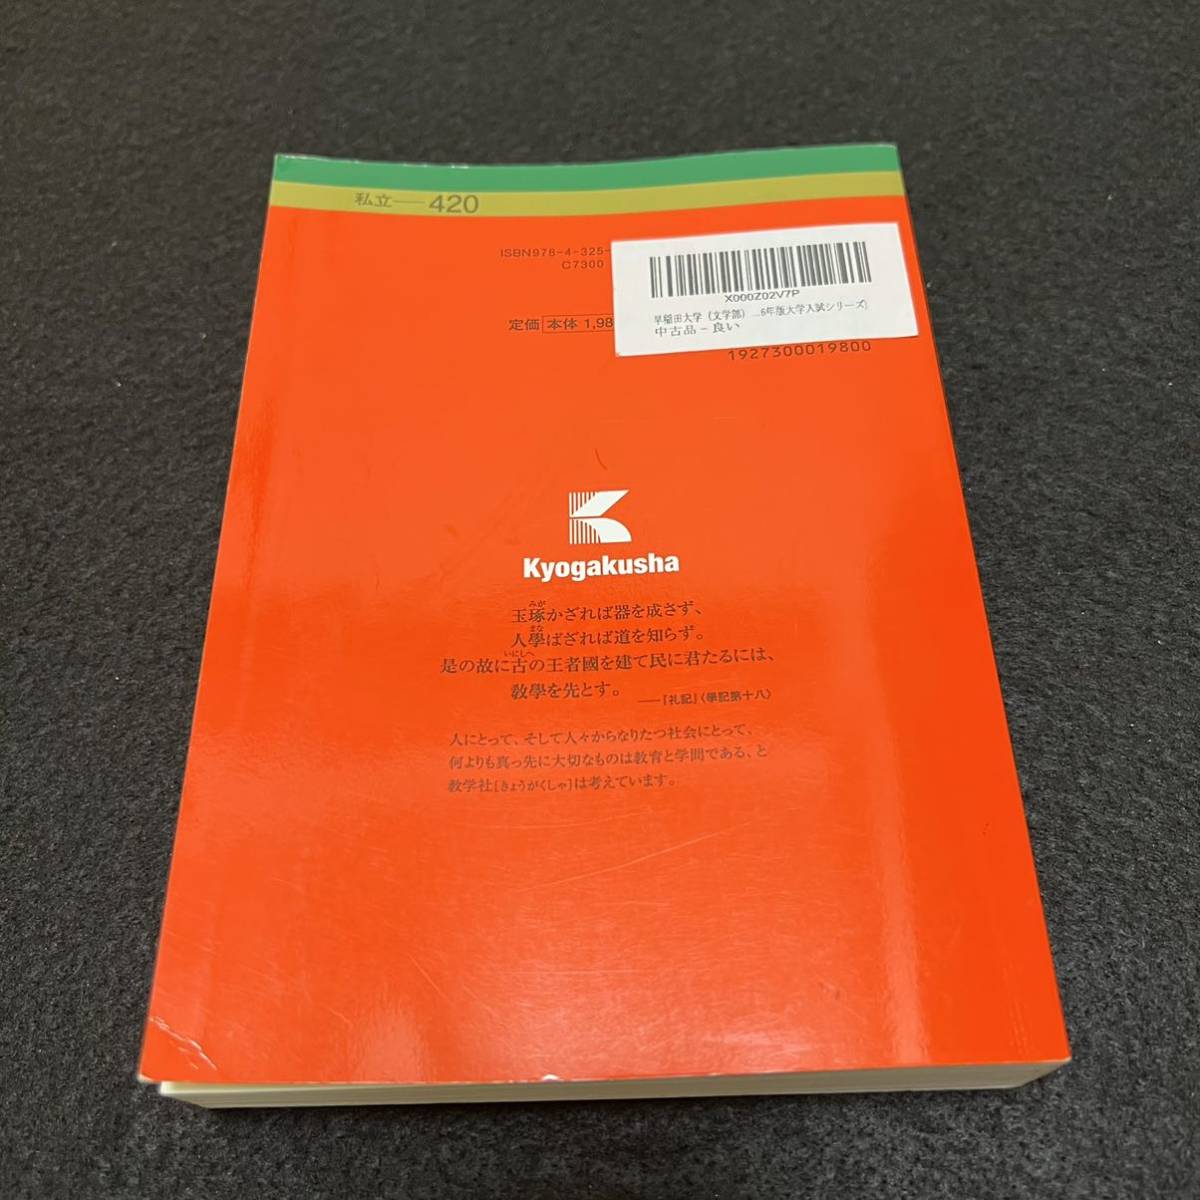 私立――420
ISBN978-4-325-
C7300
定価 本体 1,98
X000Z02V7P
早稲田大学 (文学部) ...6年版大学入試シリーズ)
中古品 - 良い
1927300019800
Kyogakusha
玉琢かざれば器を成さず、
人學ばざれば道を知らず。
是の故に古の王者國を建て民に君たるには、
教學を先とす。
――『礼記』〈學記第十八〉
人にとって、そして人々からなりたつ社会にとって、
何よりも真っ先に大切なものは教育と学問である、と
教学社[きょうがくしゃ]は考えています。